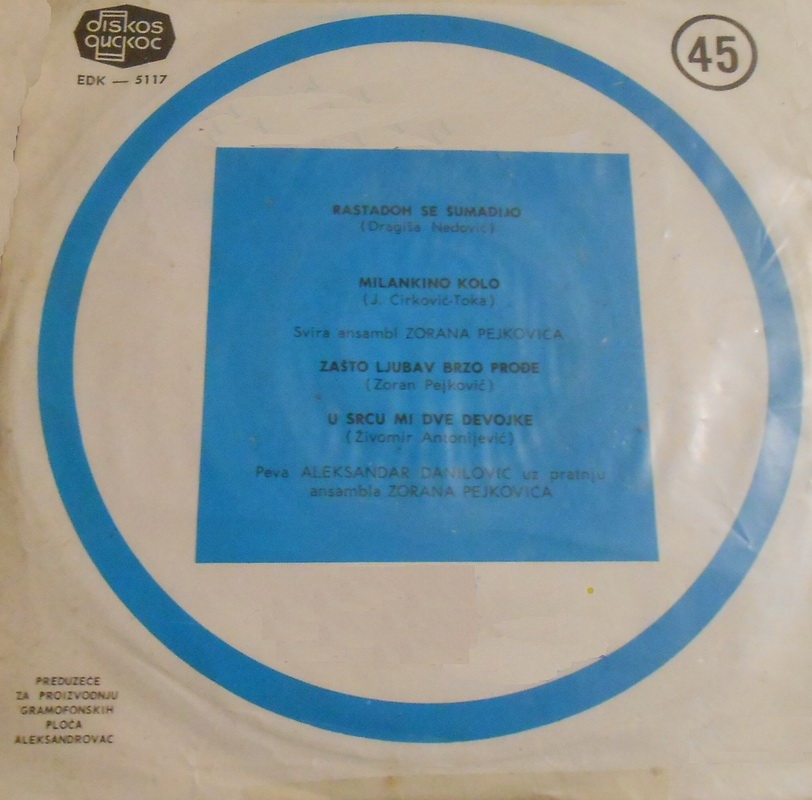 diskos
дискос
EDK — 5117
45
RASTADOH SE ŠUMADIJO
(Dragiša Nedović)
MILANKINO KOLO
(J. Ćirković-Toka)
Svira ansambl ZORANA PEJKOVIĆA
ZAŠTO LJUBAV BRZO PROĐE
(Zoran Pejković)
U SRCU MI DVE DEVOJKE
(Živomir Antonijević)
Peva ALEKSANDAR DANILOVIĆ uz pratnju
ansambla ZORANA PEJKOVIĆA
PREDUZEĆE
ZA PROIZVODNJU
GRAMOFONSKIH
PLOČA
ALEKSANDROVAC